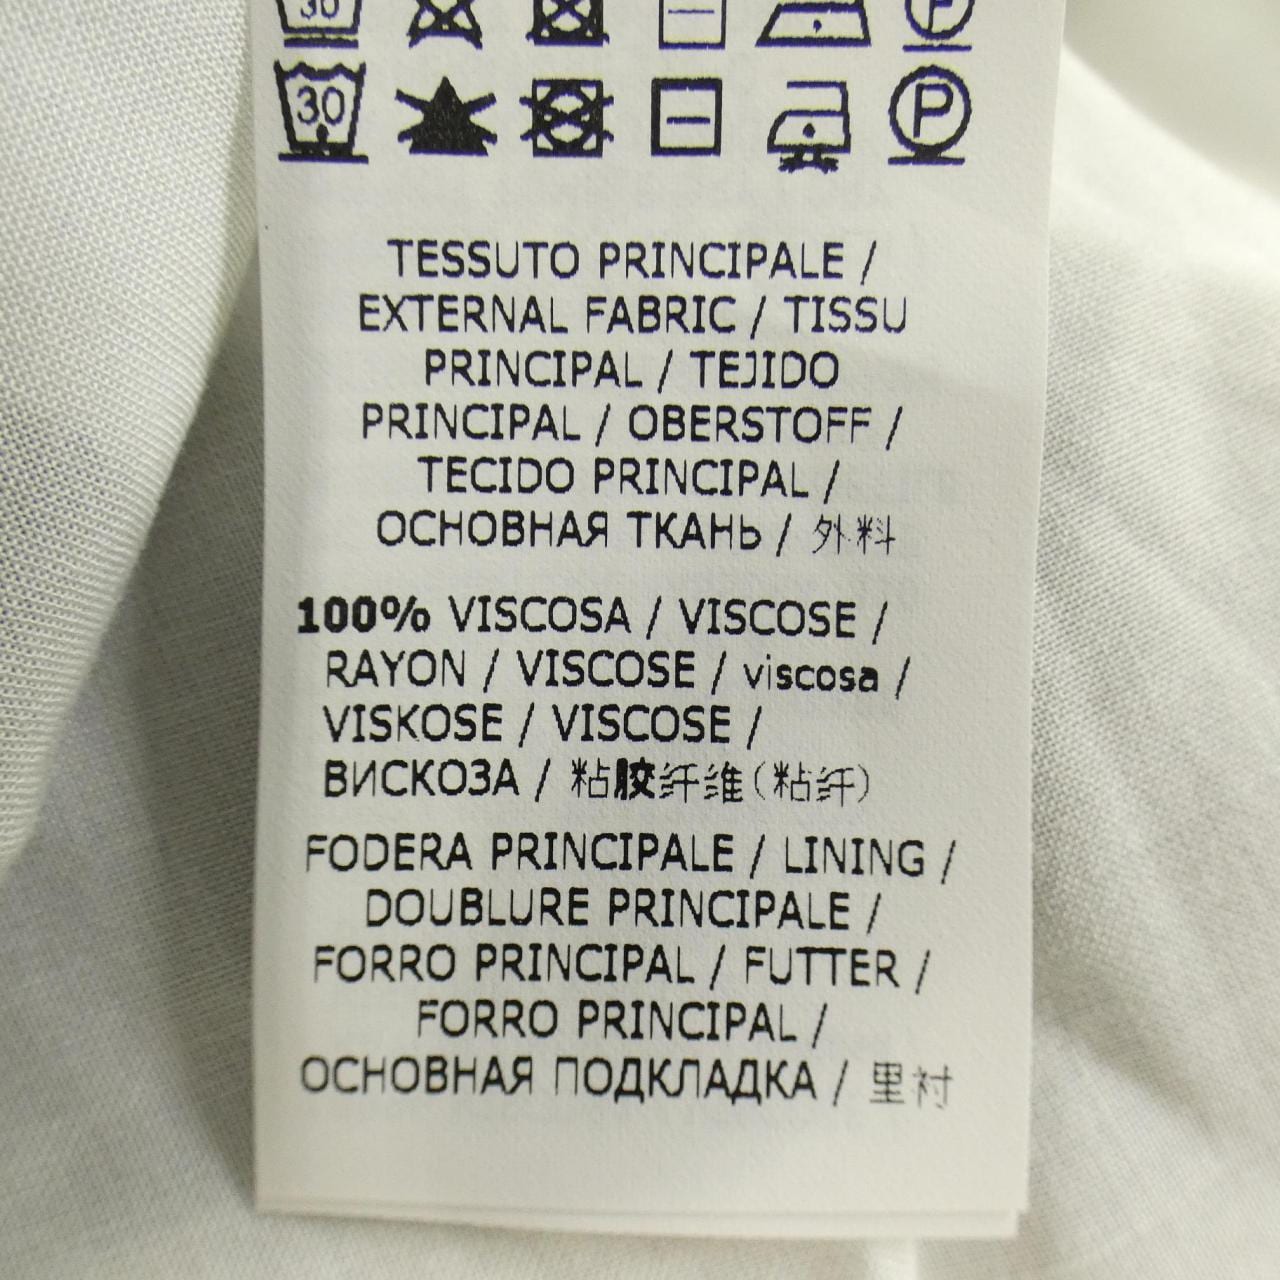 30
P
30
P
TESSUTO PRINCIPALE /
EXTERNAL FABRIC / TISSU
PRINCIPAL / TEJIDO
PRINCIPAL / OBERSTOFF /
TECIDO PRINCIPAL /
ОСНОВНАЯ ТКАНЬ / 外料
100% VISCOSA / VISCOSE /
RAYON / VISCOSE / viscosa /
VISKOSE / VISCOSE /
ВИСКОЗА / 粘胶纤维(粘纤)
FODERA PRINCIPALE / LINING /
DOUBLURE PRINCIPALE /
FORRO PRINCIPAL / FUTTER /
FORRO PRINCIPAL /
ОСНОВНАЯ ПОДКЛАДКА / 里衬